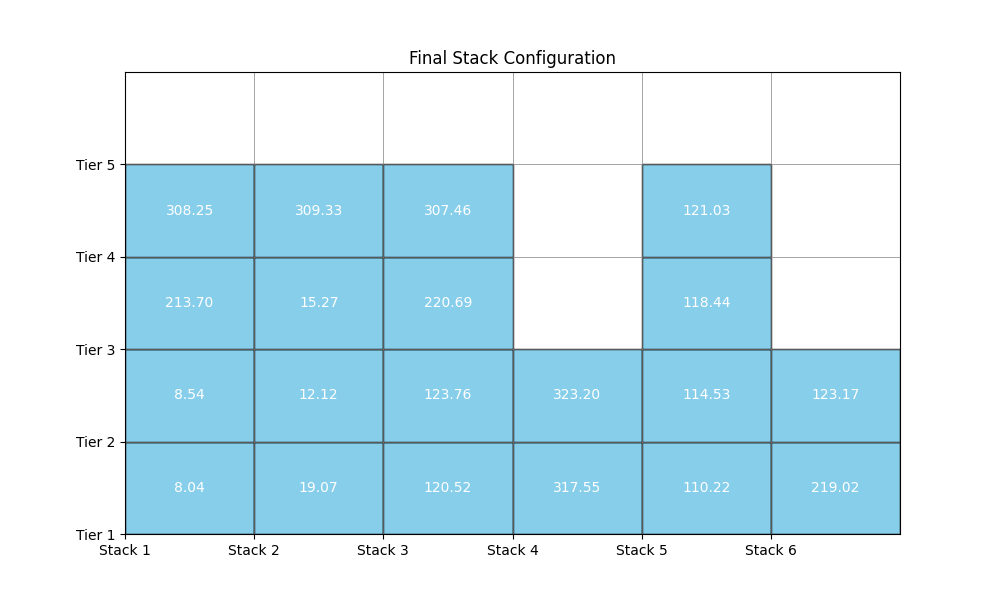 Final Stack Configuration
Tier 5
308.25 309.33 307.46 121.03
Tier 4
213.70 15.27 220.69 118.44
Tier 3
8.54 12.12 123.76 323.20 114.53 123.17
Tier 2
8.04 19.07 120.52 317.55 110.22 219.02
Tier 1
Stack 1 Stack 2 Stack 3 Stack 4 Stack 5 Stack 6